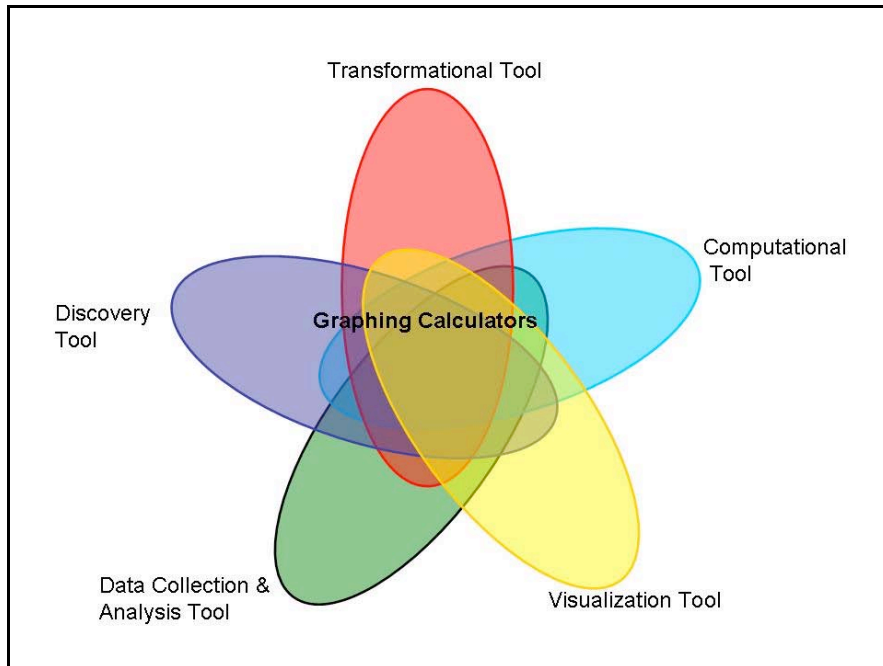 Transformational Tool
Computational
Tool
Discovery
Tool
Graphing Calculators
Data Collection &
Analysis Tool
Visualization Tool